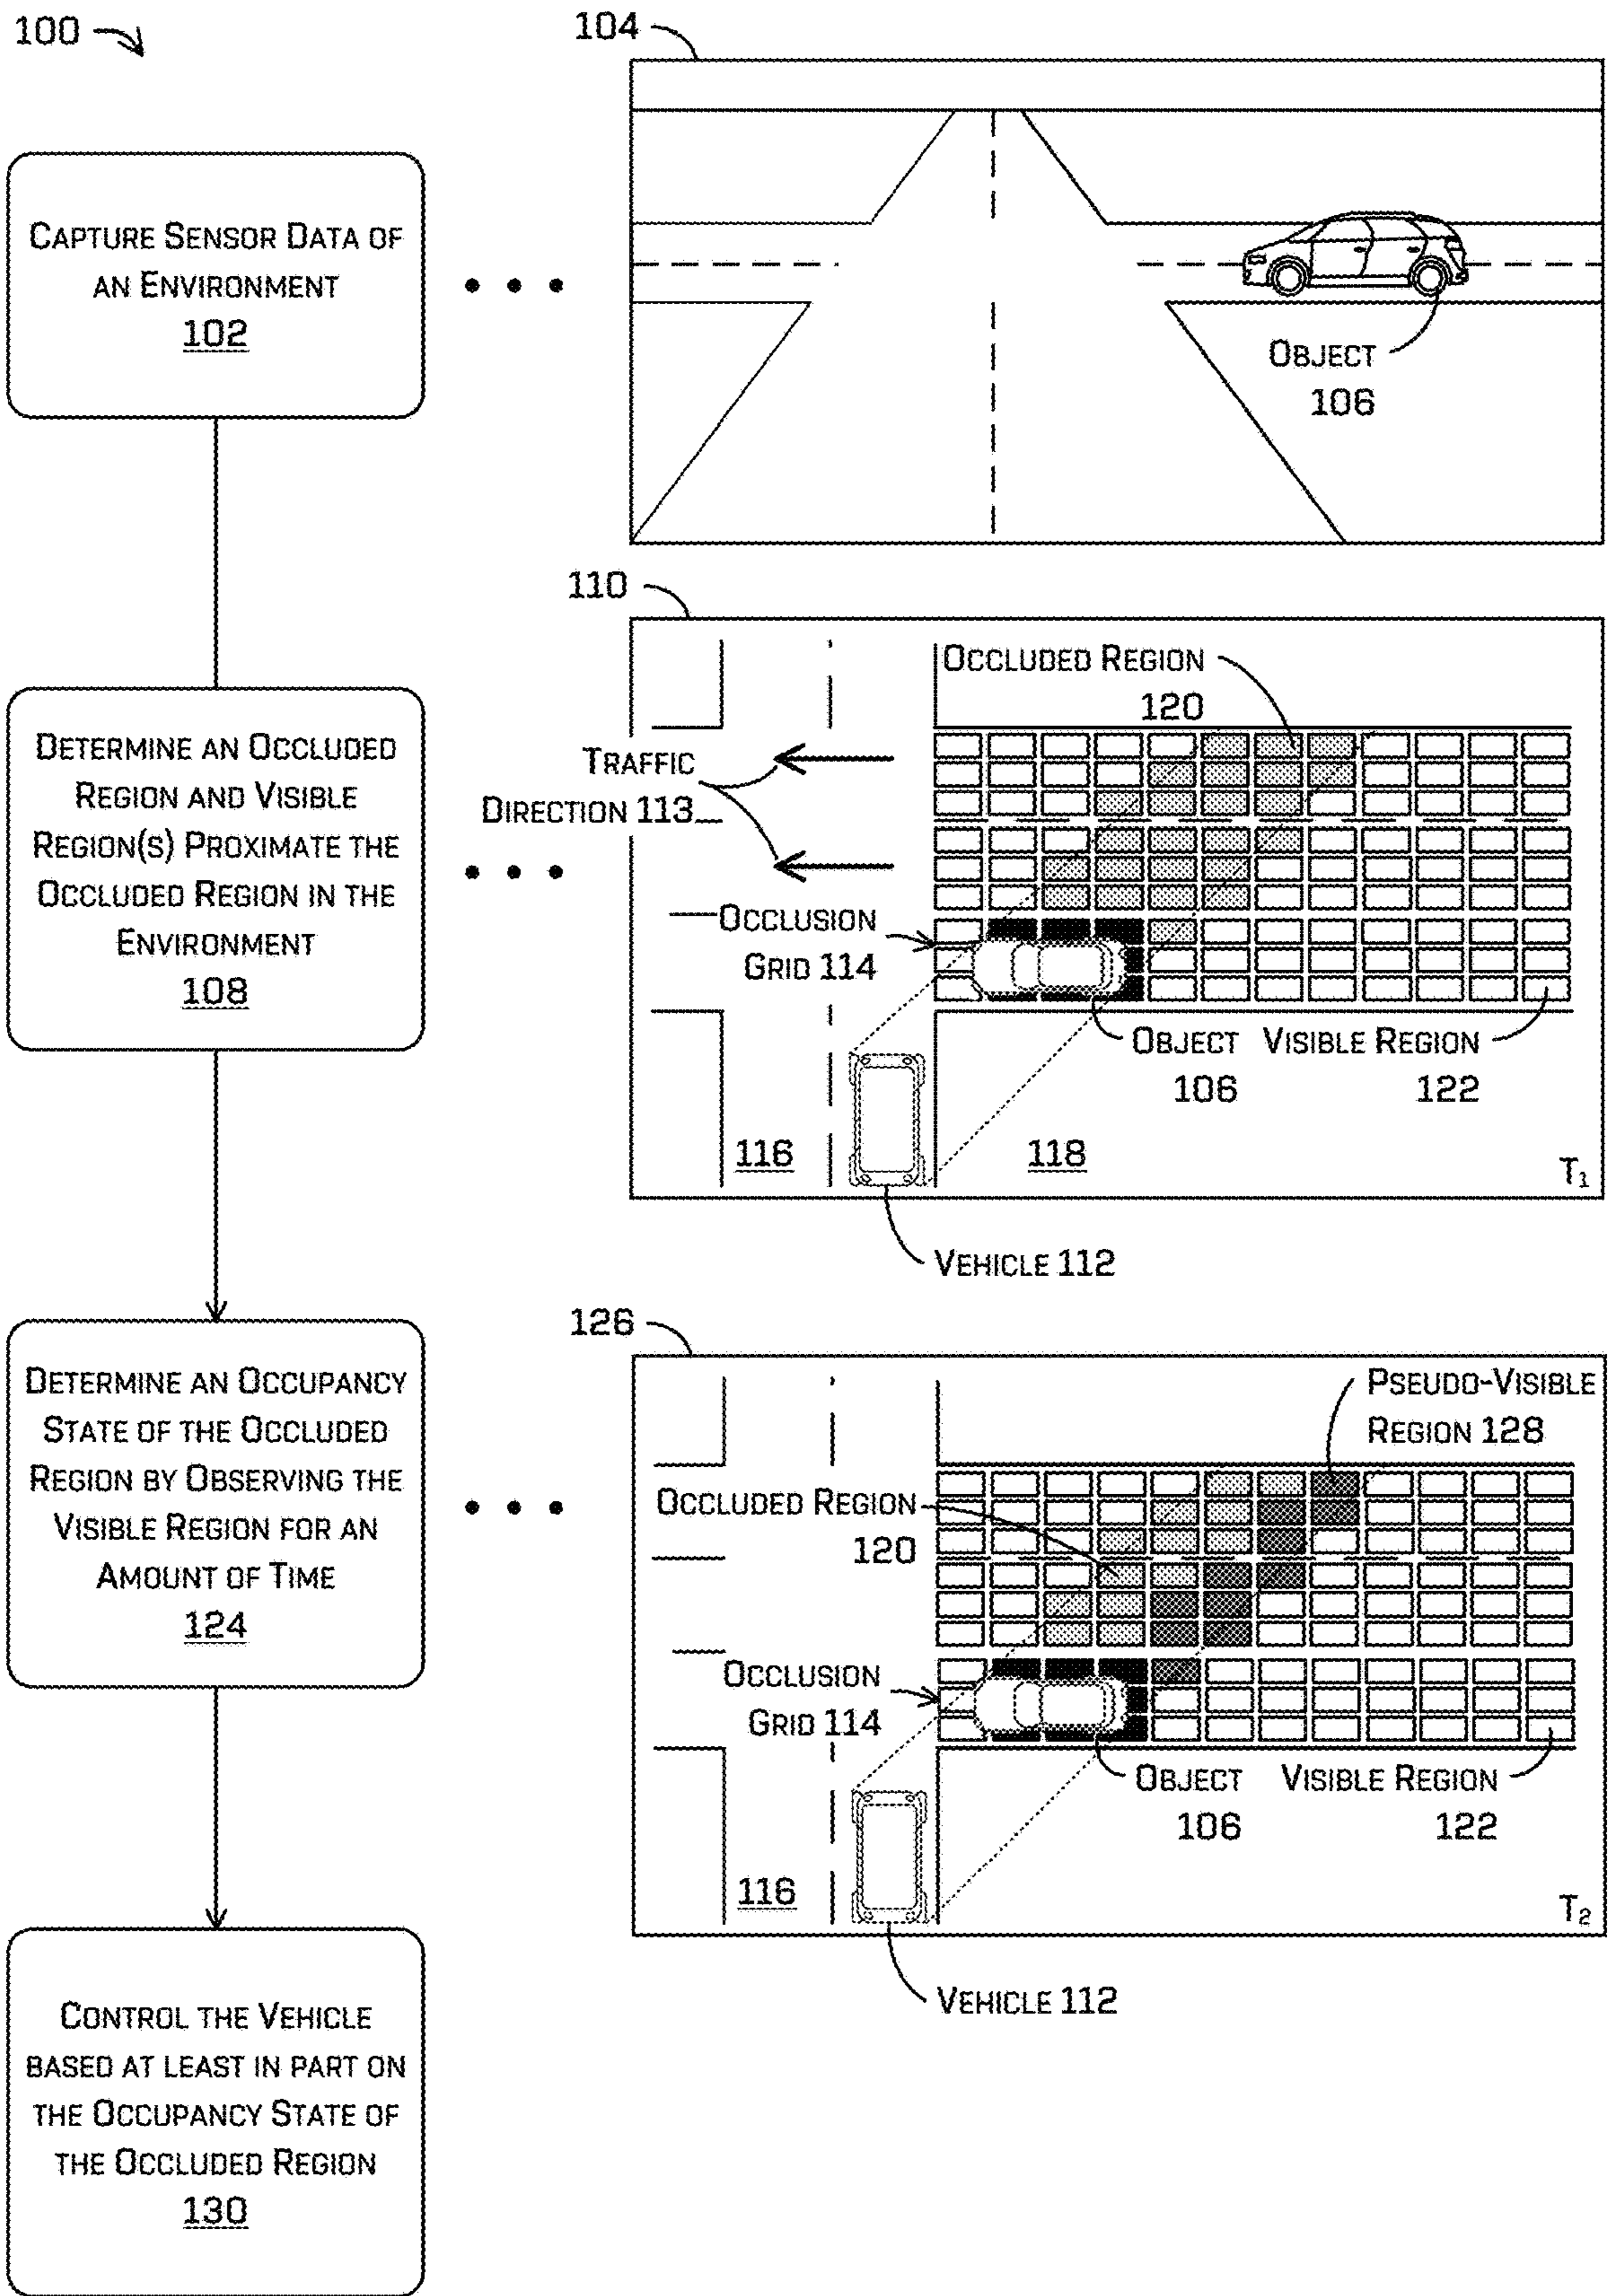 100
104
CAPTURE SENSOR DATA OF
AN ENVIRONMENT
102
OBJECT
106
110
OCCLUDED REGION
120
DETERMINE AN OCCLUDED
REGION AND VISIBLE
REGION(S) PROXIMATE THE
OCCLUDED REGION IN THE
ENVIRONMENT
108
TRAFFIC
DIRECTION 113
OCCLUSION
GRID 114
OBJECT
106
VISIBLE REGION
122
116
118
T1
VEHICLE 112
126
PSEUDO-VISIBLE
REGION 128
DETERMINE AN OCCUPANCY
STATE OF THE OCCLUDED
REGION BY OBSERVING THE
VISIBLE REGION FOR AN
AMOUNT OF TIME
124
OCCLUDED REGION
120
OCCLUSION
GRID 114
OBJECT
106
VISIBLE REGION
122
116
T2
VEHICLE 112
CONTROL THE VEHICLE
BASED AT LEAST IN PART ON
THE OCCUPANCY STATE OF
THE OCCLUDED REGION
130